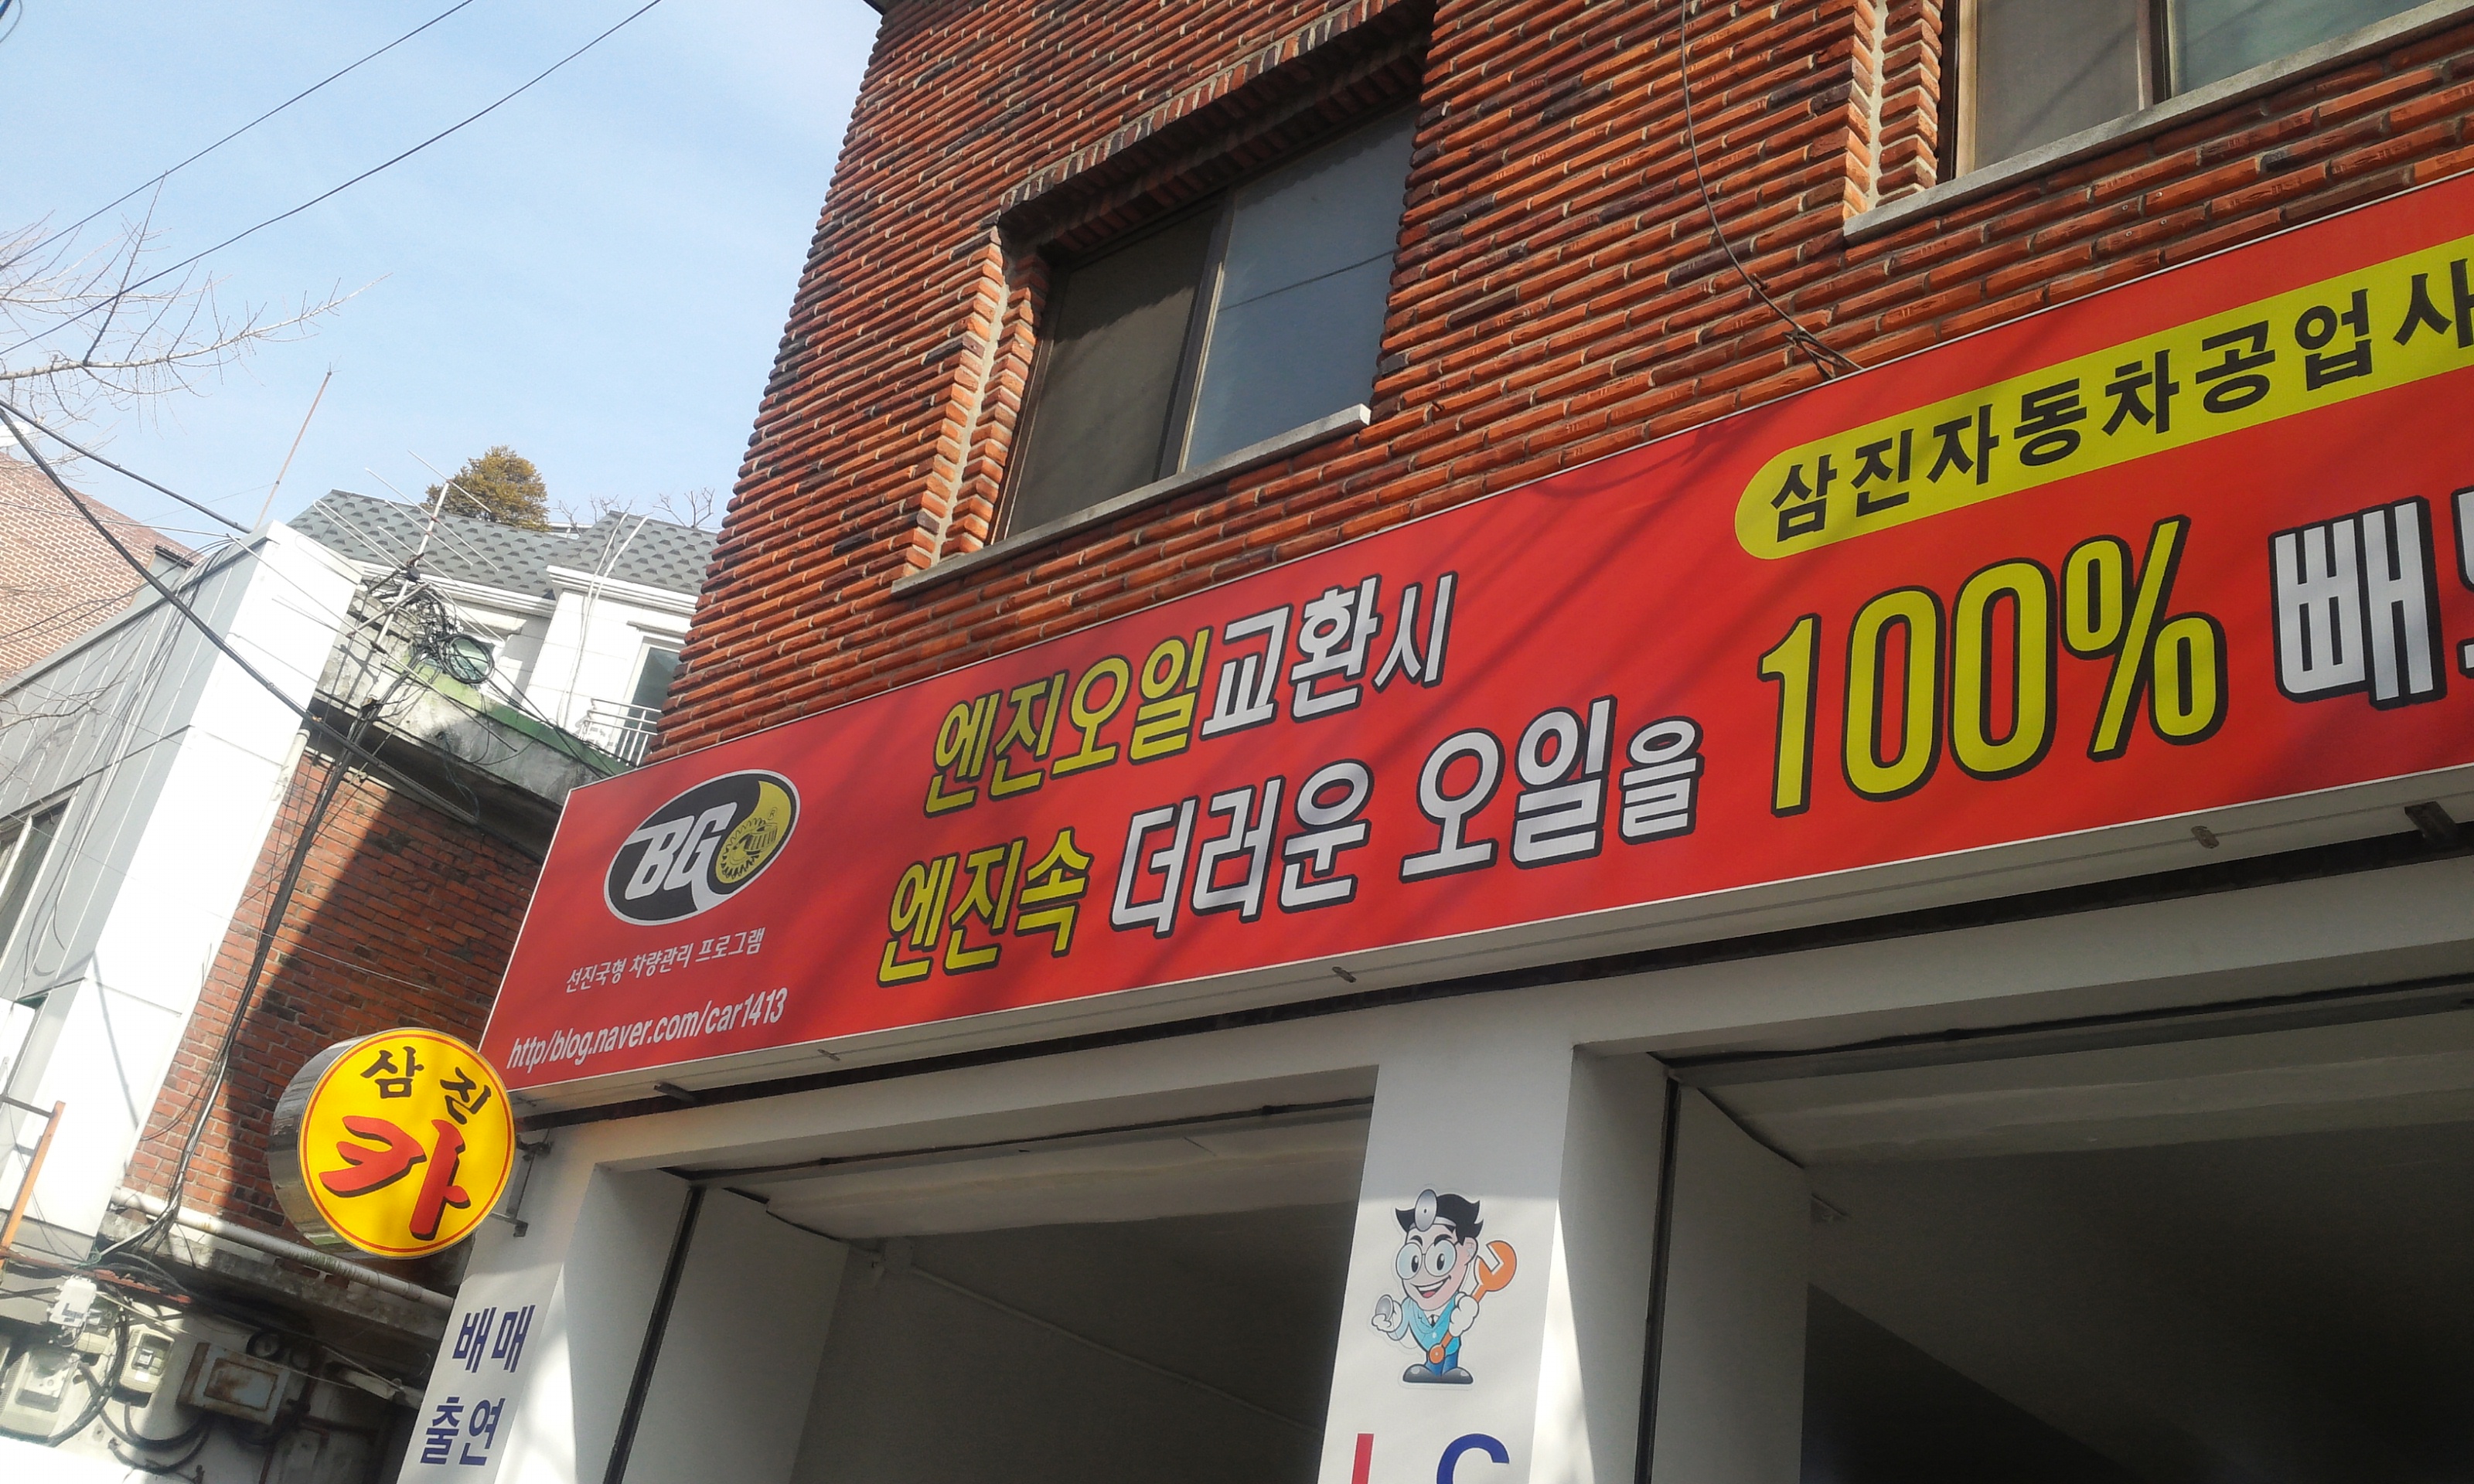 삼진자동차공업사
엔진오일교환시
엔진속 더러운 오일을 100% 빼
BG
선진국형 차량관리 프로그램
http/blog.naver.com/car1413
삼진
카
배매
출연